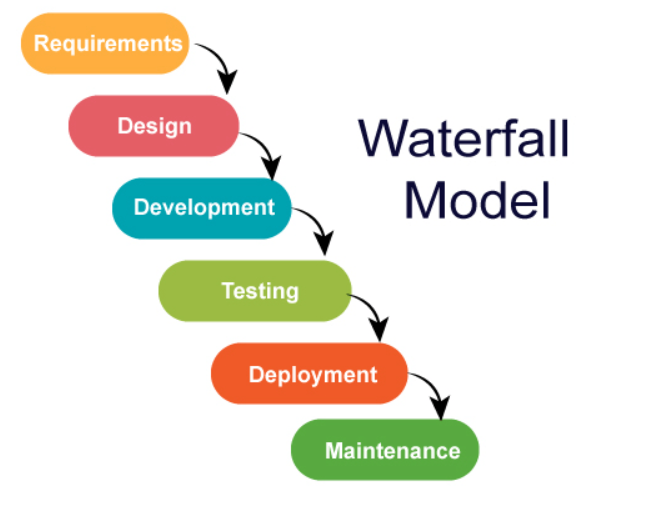 Requirements
Design
Waterfall
Model
Development
Testing
Deployment
Maintenance